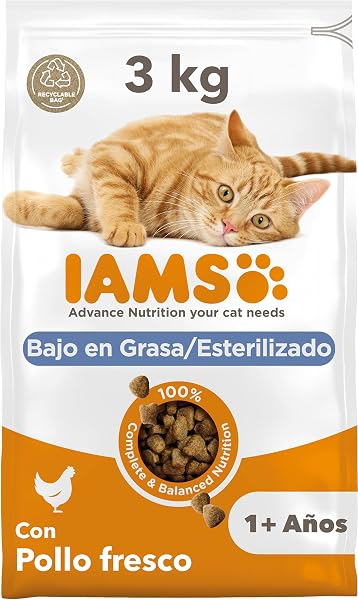 3 kg
RECYCLABLE
BAG
IAMS
Advance Nutrition your cat needs
Bajo en Grasa/Esterilizado
100%
Complete & Balanced Nutrition
Con
Pollo fresco
1+ Años